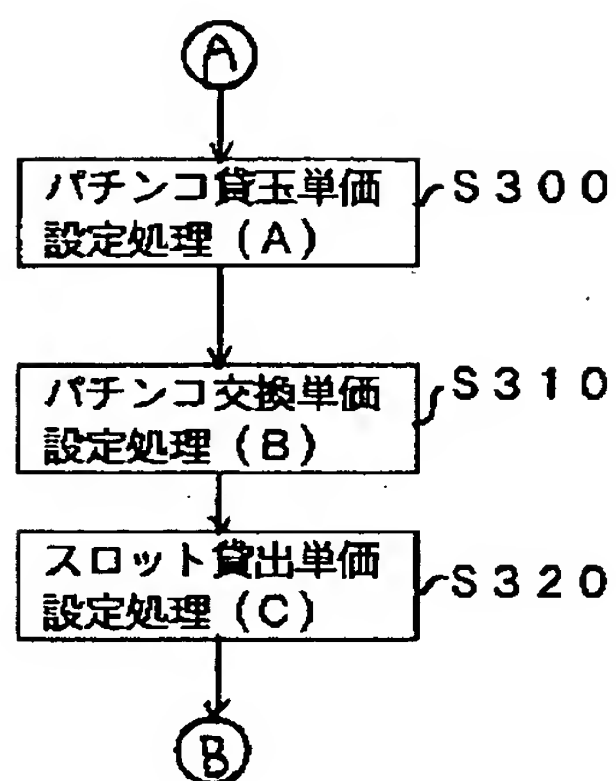 A
パチンコ貸玉単価
設定処理(A)
S300
パチンコ交換単価
設定処理(B)
S310
スロット貸出単価
設定処理(C)
S320
B